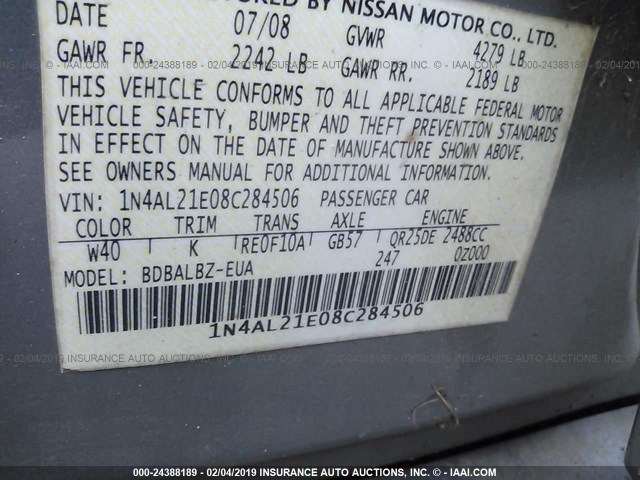 BY NISSAN MOTOR CO., LTD.
DATE 07/08 GVWR 4279 LB
GAWR FR. 2242 LB GAWR RR. 2189 LB
THIS VEHICLE CONFORMS TO ALL APPLICABLE FEDERAL MOTOR
VEHICLE SAFETY, BUMPER AND THEFT PREVENTION STANDARDS
IN EFFECT ON THE DATE OF MANUFACTURE SHOWN ABOVE.
SEE OWNERS MANUAL FOR ADDITIONAL INFORMATION.
VIN: 1N4AL21E08C284506 PASSENGER CAR
COLOR TRIM TRANS AXLE ENGINE
W40 K RE0F10A GB57 QR25DE 2488CC
247 0Z000
MODEL: BDBALBZ-EUA
1N4AL21E08C284506
000-24388189 - 02/04/2019 INSURANCE AUTO AUCTIONS, INC. - © - IAAI.COM